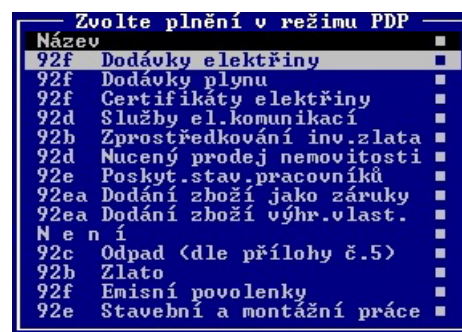 Zvolte plnění v režimu PDP
Název
92f Dodávky elektřiny
92f Dodávky plynu
92f Certifikáty elektřiny
92d Služby el.komunikací
92b Zprostředkování inv.zlata
92d Nucený prodej nemovitosti
92e Poskyt.stav.pracovníků
92ea Dodání zboží jako záruky
92ea Dodání zboží výhr.vlast.
N e n í
92c Odpad (dle přílohy č.5)
92b Zlato
92f Emisní povolenky
92e Stavební a montážní práce